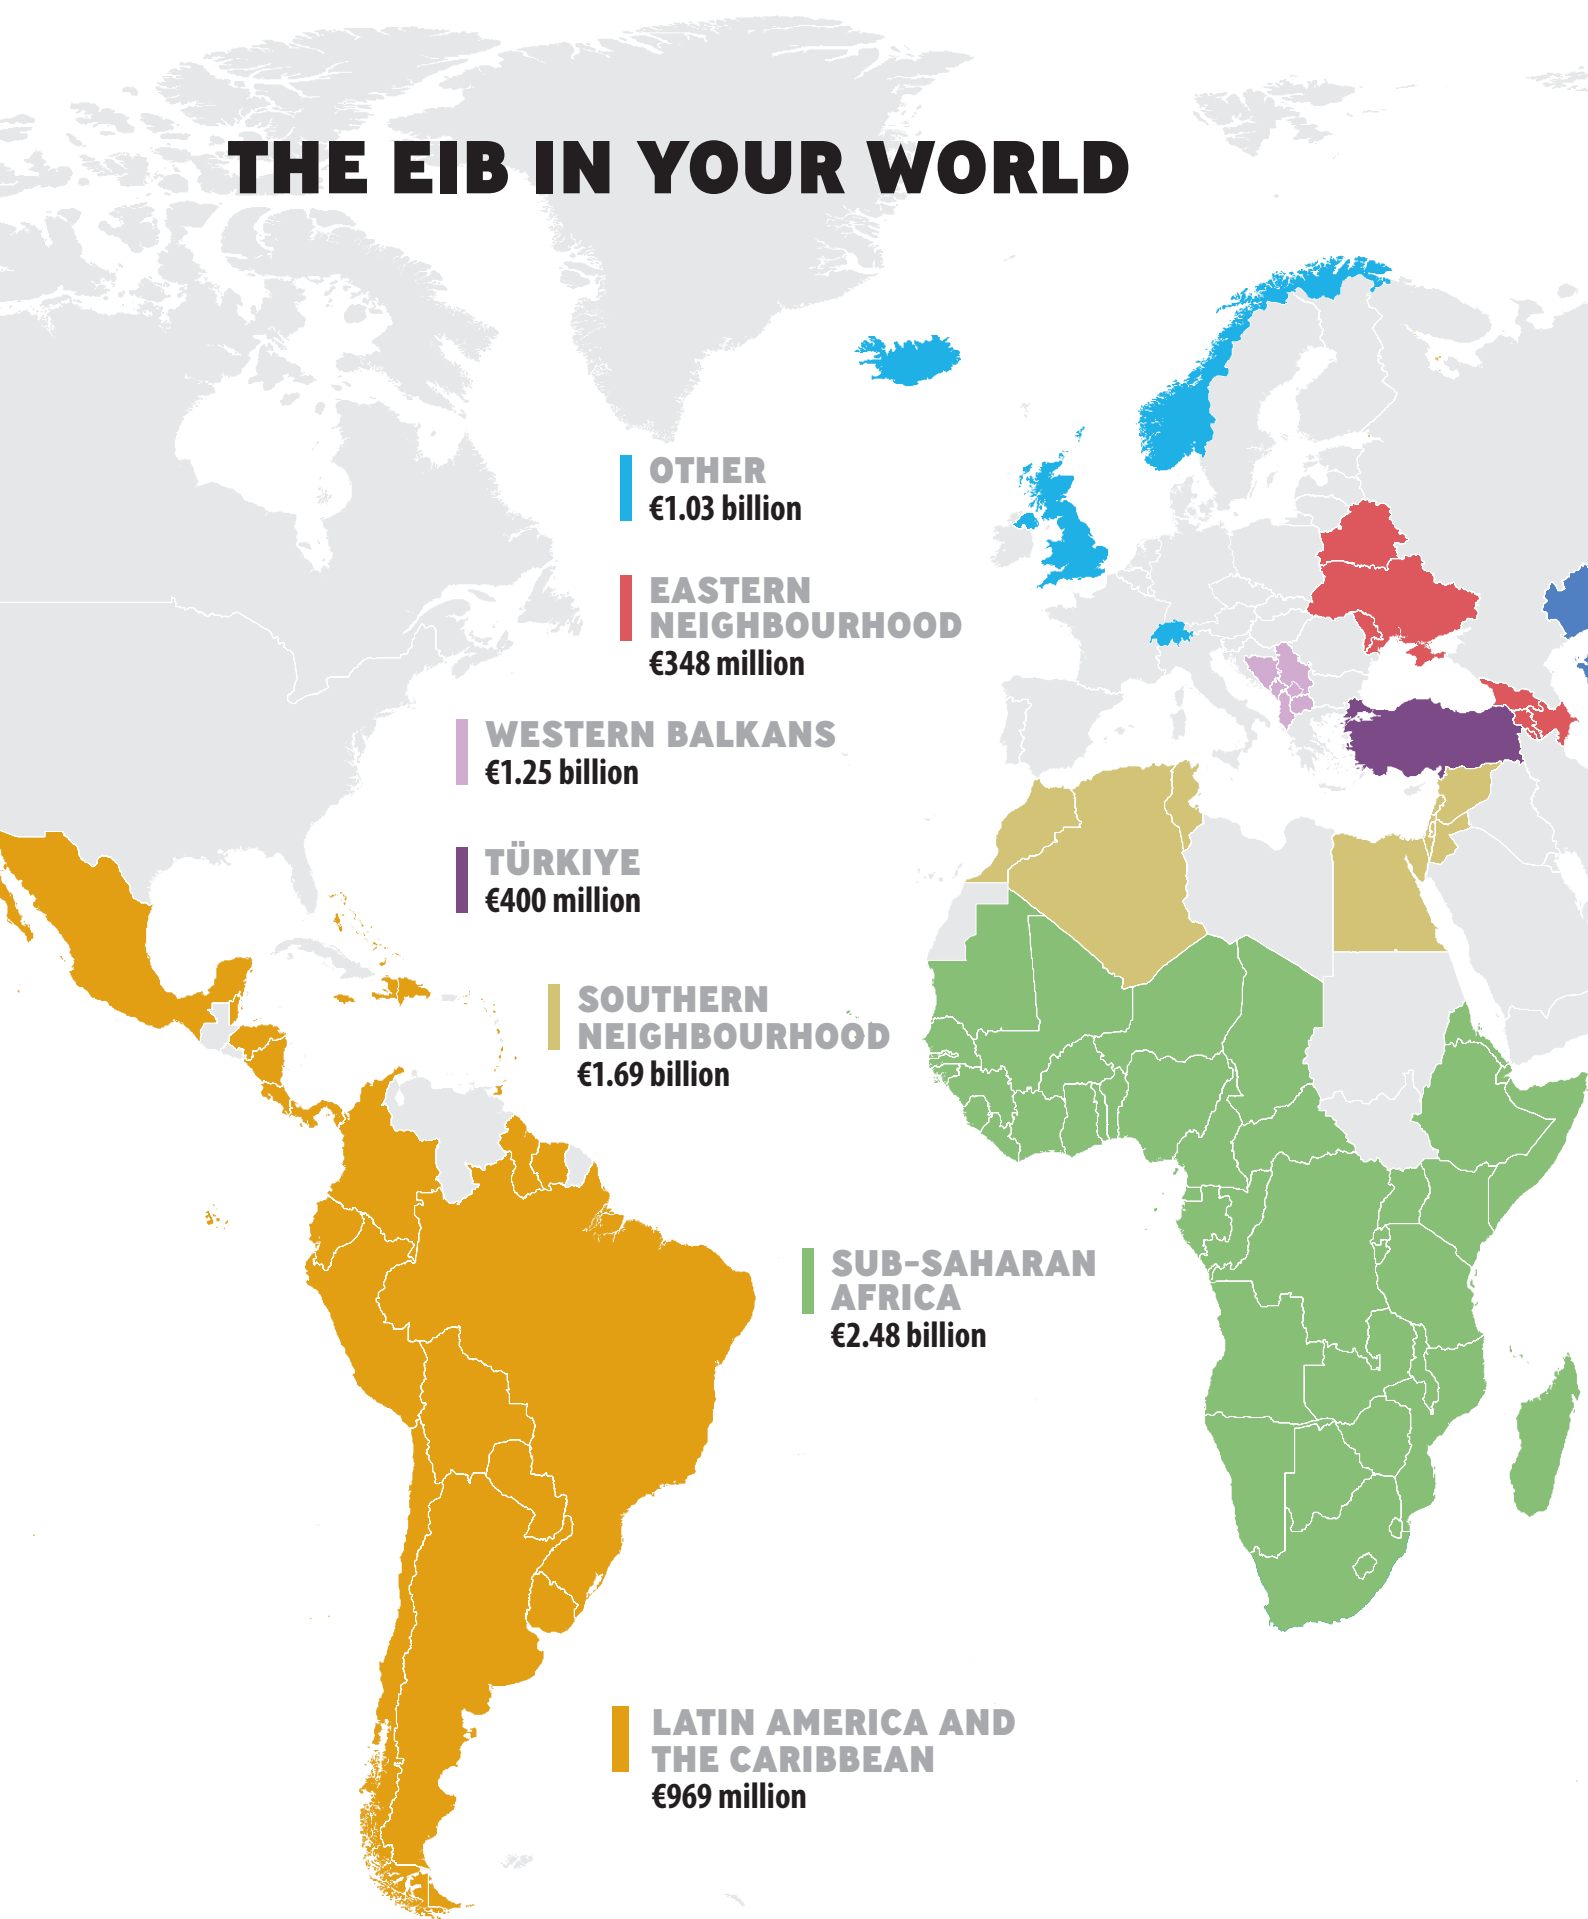 THE EIB IN YOUR WORLD
OTHER
€1.03 billion
EASTERN
NEIGHBOURHOOD
€348 million
WESTERN BALKANS
€1.25 billion
TÜRKIYE
€400 million
SOUTHERN
NEIGHBOURHOOD
€1.69 billion
SUB-SAHARAN
AFRICA
€2.48 billion
LATIN AMERICA AND
THE CARIBBEAN
€969 million